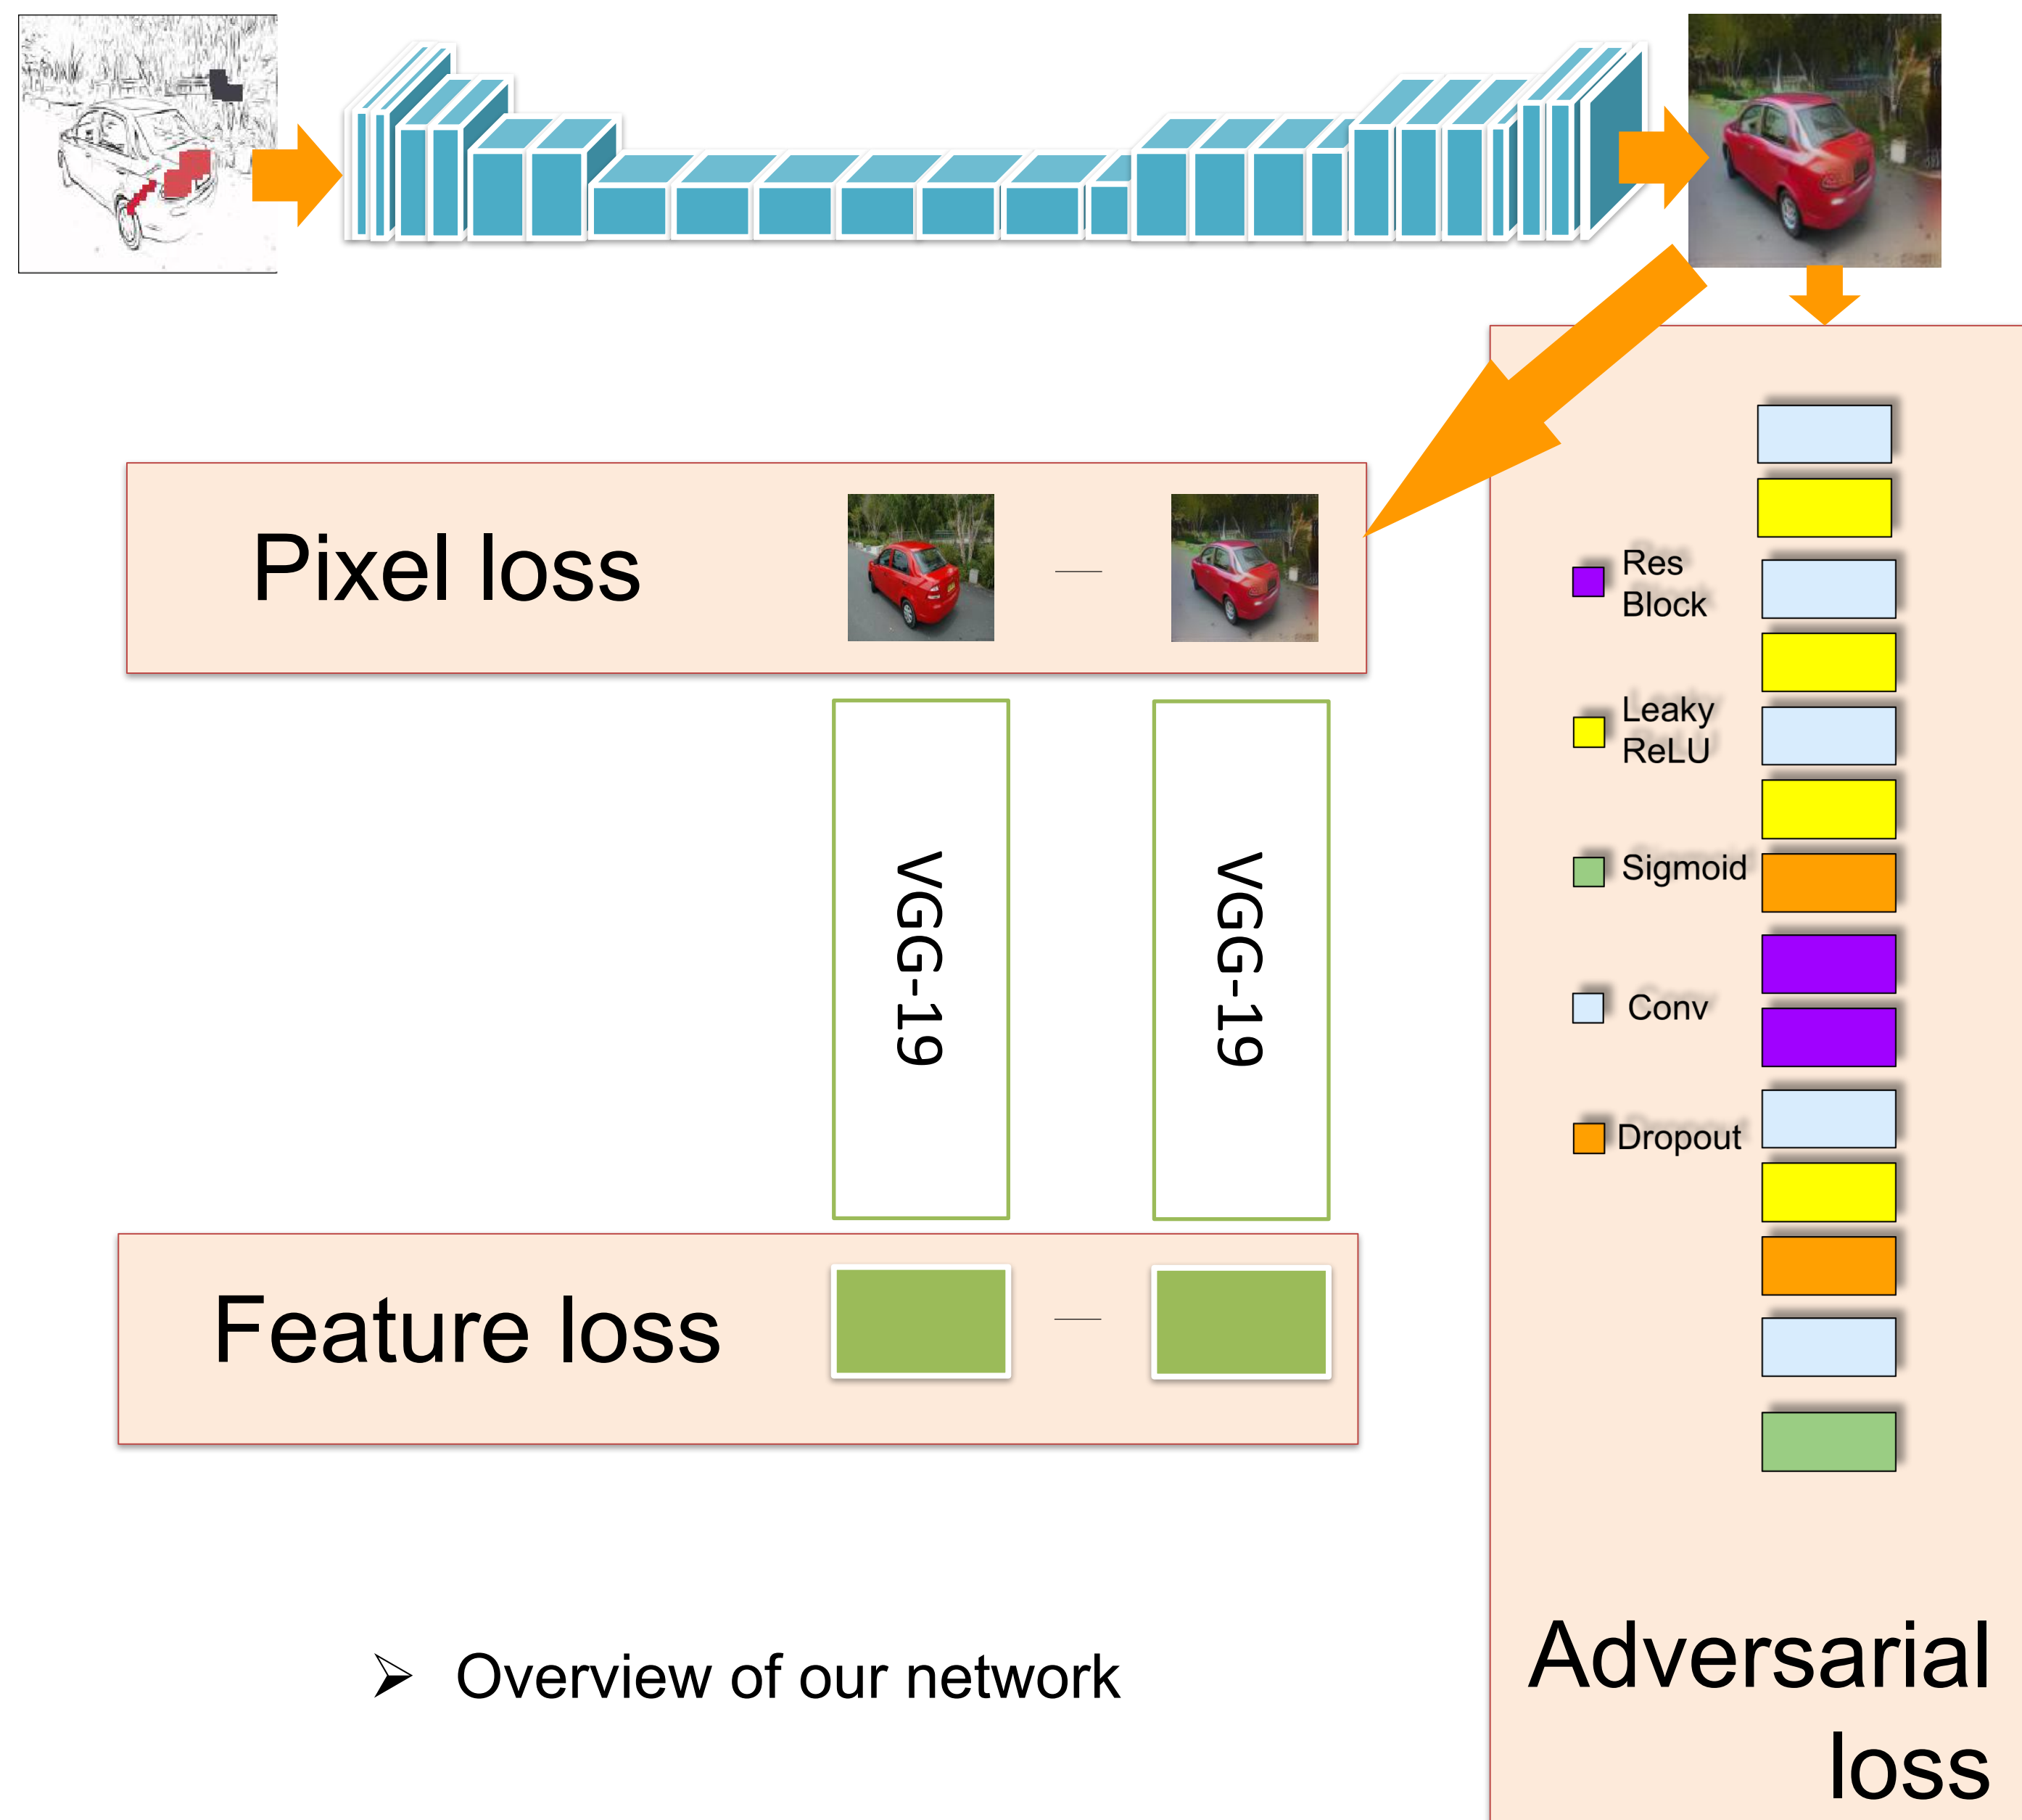 Pixel loss
VGG-19
VGG-19
Feature loss
➢ Overview of our network
Res
Block
Leaky
ReLU
Sigmoid
Conv
Dropout
Adversarial
loss